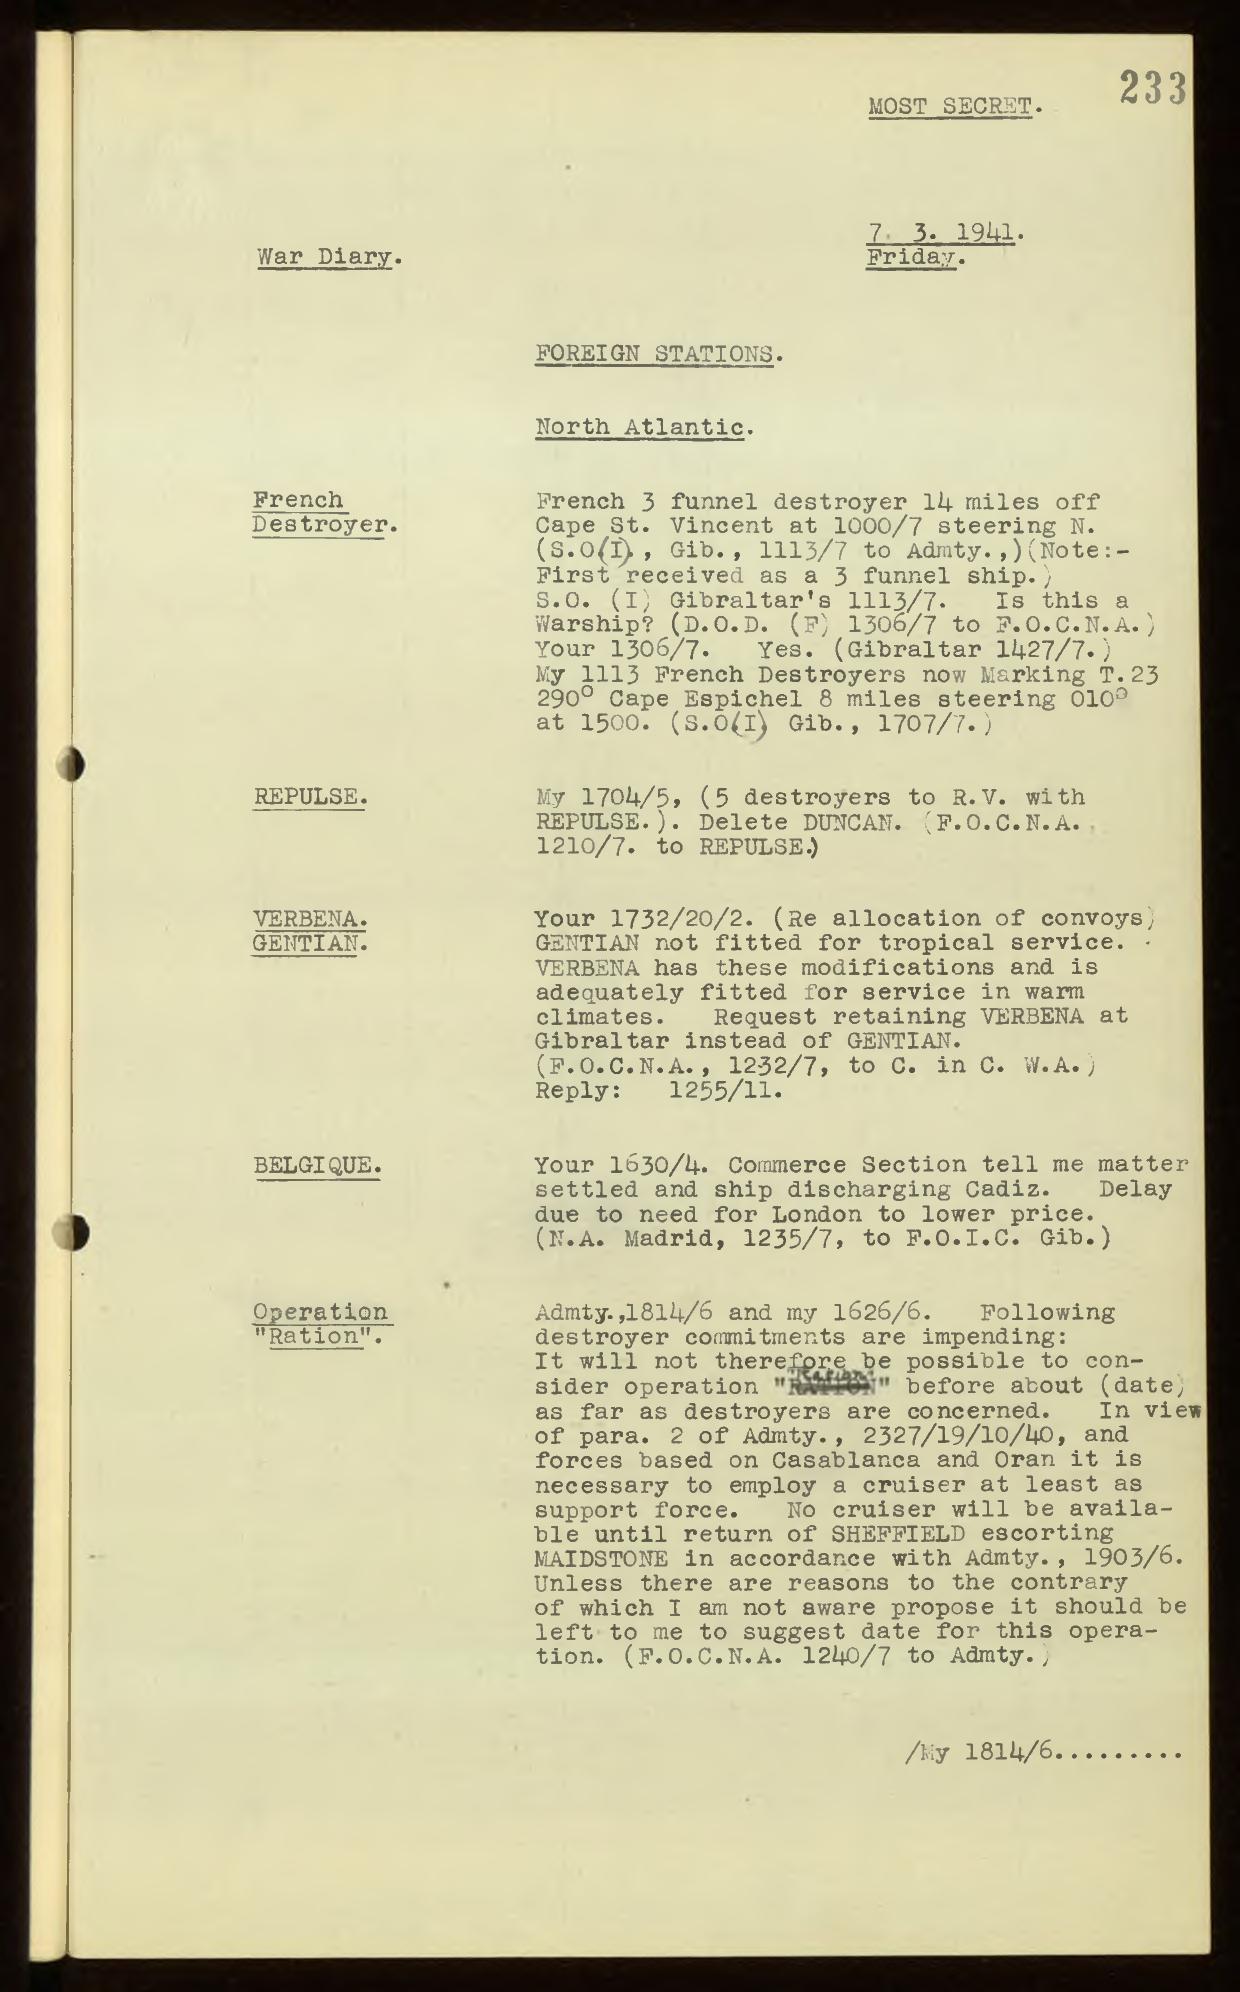 233
MOST SECRET.
7. 3. 1941.
War Diary.
Friday.
FOREIGN STATIONS.
North Atlantic.
French
Destroyer.
French 3 funnel destroyer 14 miles off
Cape St. Vincent at 1000/7 steering N.
(S.O(I)., Gib., 1113/7 to Admty.,)(Note:-
First received as a 3 funnel ship.)
S.O. (I) Gibraltar's 1113/7. Is this a
Warship? (D.O.D. (F) 1306/7 to F.O.C.N.A.)
Your 1306/7. Yes. (Gibraltar 1427/7.)
My 1113 French Destroyers now Marking T.23
290° Cape Espichel 8 miles steering 010°
at 1500. (S.O(I) Gib., 1707/7.)
REPULSE.
My 1704/5, (5 destroyers to R.V. with
REPULSE.). Delete DUNCAN. (F.O.C.N.A.
1210/7. to REPULSE.)
VERBENA.
GENTIAN.
Your 1732/20/2. (Re allocation of convoys)
GENTIAN not fitted for tropical service.
VERBENA has these modifications and is
adequately fitted for service in warm
climates. Request retaining VERBENA at
Gibraltar instead of GENTIAN.
(F.O.C.N.A., 1232/7, to C. in C. W.A.)
Reply: 1255/11.
BELGIQUE.
Your 1630/4. Commerce Section tell me matter
settled and ship discharging Cadiz. Delay
due to need for London to lower price.
(N.A. Madrid, 1235/7, to F.O.I.C. Gib.)
Operation
"Ration".
Admty.,1814/6 and my 1626/6. Following
destroyer commitments are impending:
It will not therefore be possible to con-
sider operation "Ration" before about (date)
as far as destroyers are concerned. In view
of para. 2 of Admty., 2327/19/10/40, and
forces based on Casablanca and Oran it is
necessary to employ a cruiser at least as
support force. No cruiser will be availa-
ble until return of SHEFFIELD escorting
MAIDSTONE in accordance with Admty., 1903/6.
Unless there are reasons to the contrary
of which I am not aware propose it should be
left to me to suggest date for this opera-
tion. (F.O.C.N.A. 1240/7 to Admty.)
/My 1814/6.........